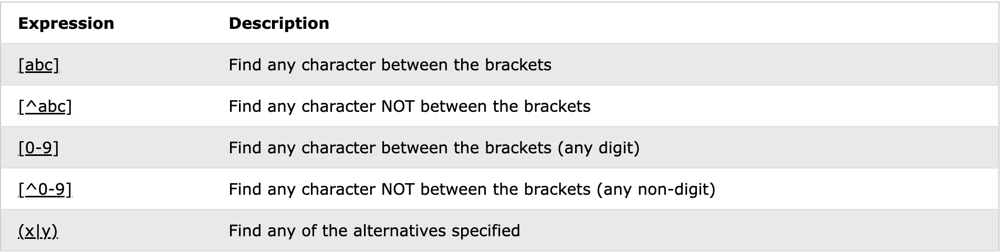 Expression Description
[abc] Find any character between the brackets
[^abc] Find any character NOT between the brackets
[0-9] Find any character between the brackets (any digit)
[^0-9] Find any character NOT between the brackets (any non-digit)
(x|y) Find any of the alternatives specified